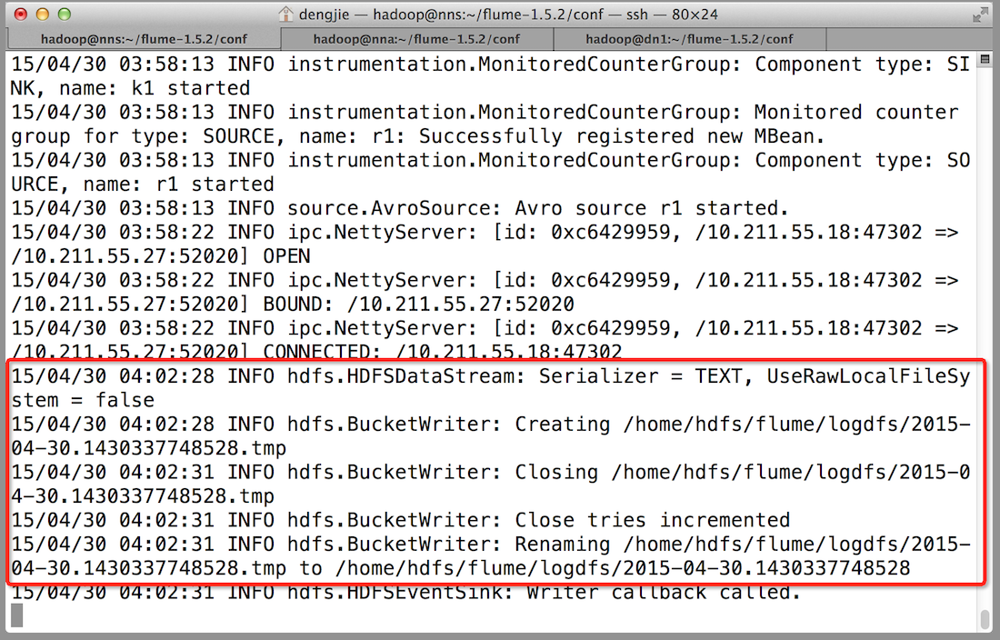 dengjie — hadoop@nns:~/flume-1.5.2/conf — ssh — 80×24
hadoop@nns:~/flume-1.5.2/conf hadoop@nna:~/flume-1.5.2/conf hadoop@dn1:~/flume-1.5.2/conf
15/04/30 03:58:13 INFO instrumentation.MonitoredCounterGroup: Component type: SI
NK, name: k1 started
15/04/30 03:58:13 INFO instrumentation.MonitoredCounterGroup: Monitored counter
group for type: SOURCE, name: r1: Successfully registered new MBean.
15/04/30 03:58:13 INFO instrumentation.MonitoredCounterGroup: Component type: SO
URCE, name: r1 started
15/04/30 03:58:13 INFO source.AvroSource: Avro source r1 started.
15/04/30 03:58:22 INFO ipc.NettyServer: [id: 0xc6429959, /10.211.55.18:47302 =>
/10.211.55.27:52020] OPEN
15/04/30 03:58:22 INFO ipc.NettyServer: [id: 0xc6429959, /10.211.55.18:47302 =>
/10.211.55.27:52020] BOUND: /10.211.55.27:52020
15/04/30 03:58:22 INFO ipc.NettyServer: [id: 0xc6429959, /10.211.55.18:47302 =>
/10.211.55.27:52020] CONNECTED: /10.211.55.18:47302
15/04/30 04:02:28 INFO hdfs.HDFSDataStream: Serializer = TEXT, UseRawLocalFileSy
stem = false
15/04/30 04:02:28 INFO hdfs.BucketWriter: Creating /home/hdfs/flume/logdfs/2015-
04-30.1430337748528.tmp
15/04/30 04:02:31 INFO hdfs.BucketWriter: Closing /home/hdfs/flume/logdfs/2015-0
4-30.1430337748528.tmp
15/04/30 04:02:31 INFO hdfs.BucketWriter: Close tries incremented
15/04/30 04:02:31 INFO hdfs.BucketWriter: Renaming /home/hdfs/flume/logdfs/2015-
04-30.1430337748528.tmp to /home/hdfs/flume/logdfs/2015-04-30.1430337748528
15/04/30 04:02:31 INFO hdfs.HDFSEventSink: Writer callback called.